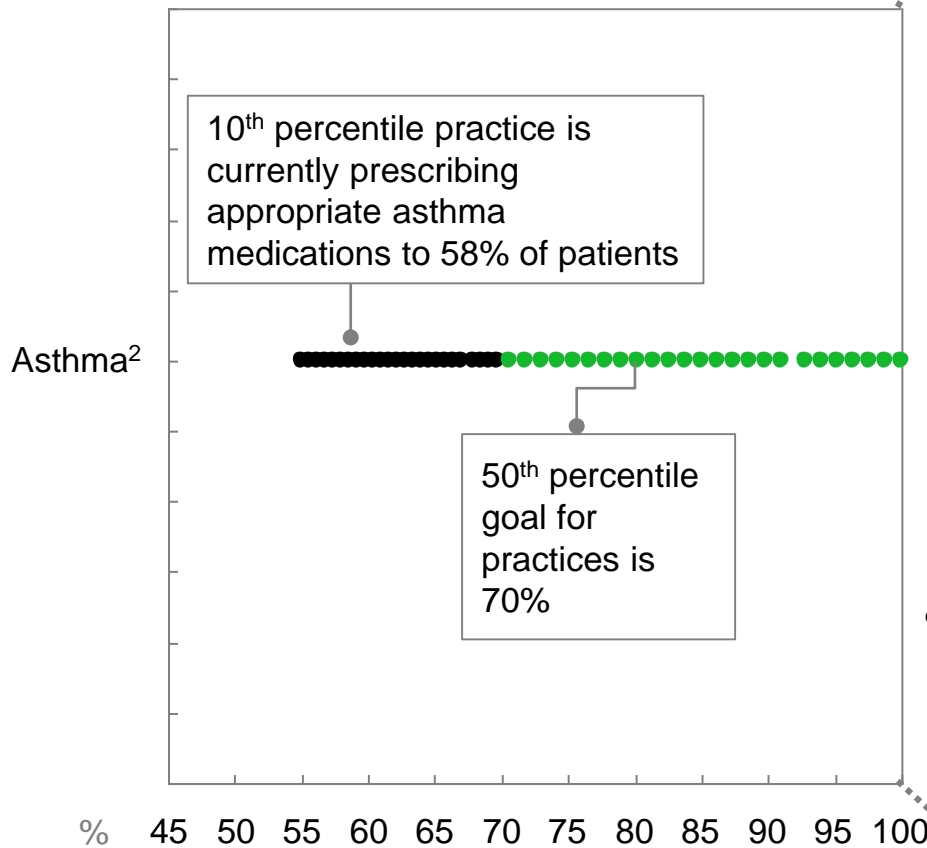 10th percentile practice is
currently prescribing
appropriate asthma
medications to 58% of patients
Asthma2
50th percentile
goal for
practices is
70%
% 45 50 55 60 65 70 75 80 85 90 95 100